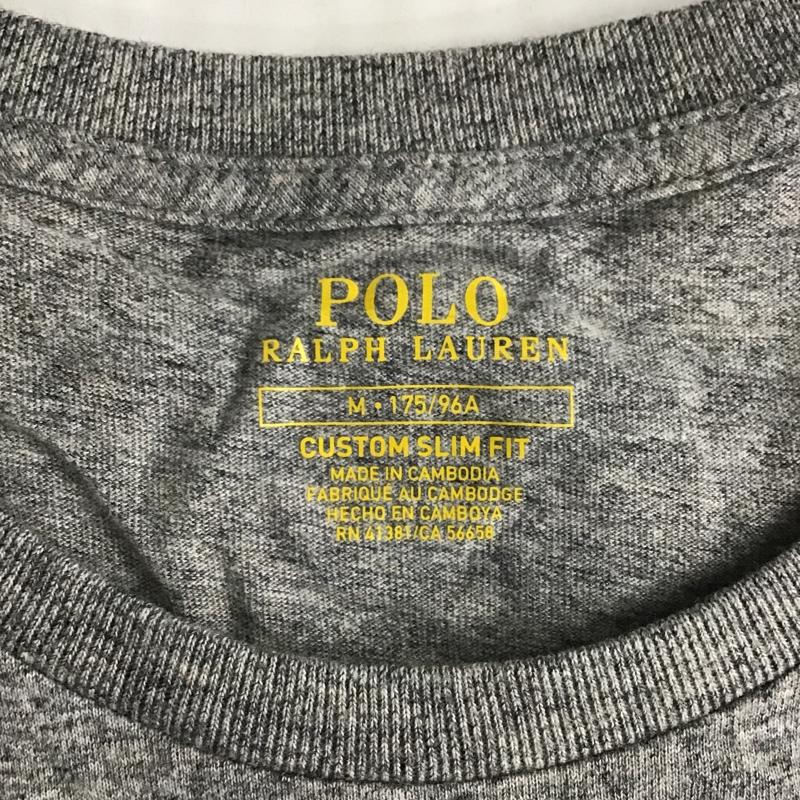 POLO
RALPH LAUREN
M • 175/96A
CUSTOM SLIM FIT
MADE IN CAMBODIA
FABRIQUÉ AU CAMBODGE
HECHO EN CAMBOYA
RN 41381/CA 56658